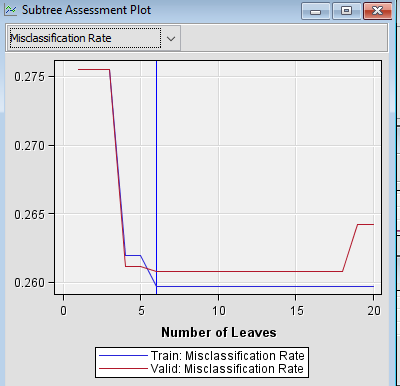 Subtree Assessment Plot
Misclassification Rate
0.275
0.270
0.265
0.260
0 5 10 15 20
Number of Leaves
Train: Misclassification Rate
Valid: Misclassification Rate